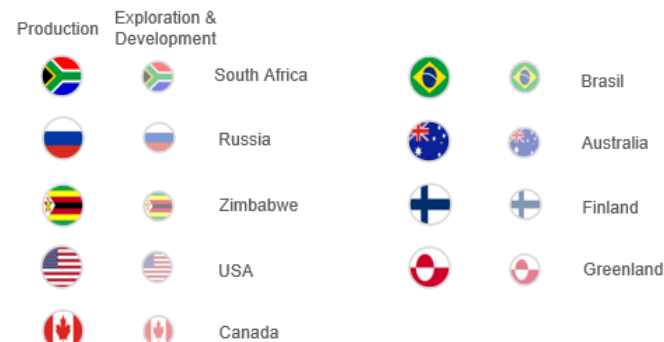 Production
Exploration &
Development
South Africa
Russia
Zimbabwe
USA
Canada
Brasil
Australia
Finland
Greenland